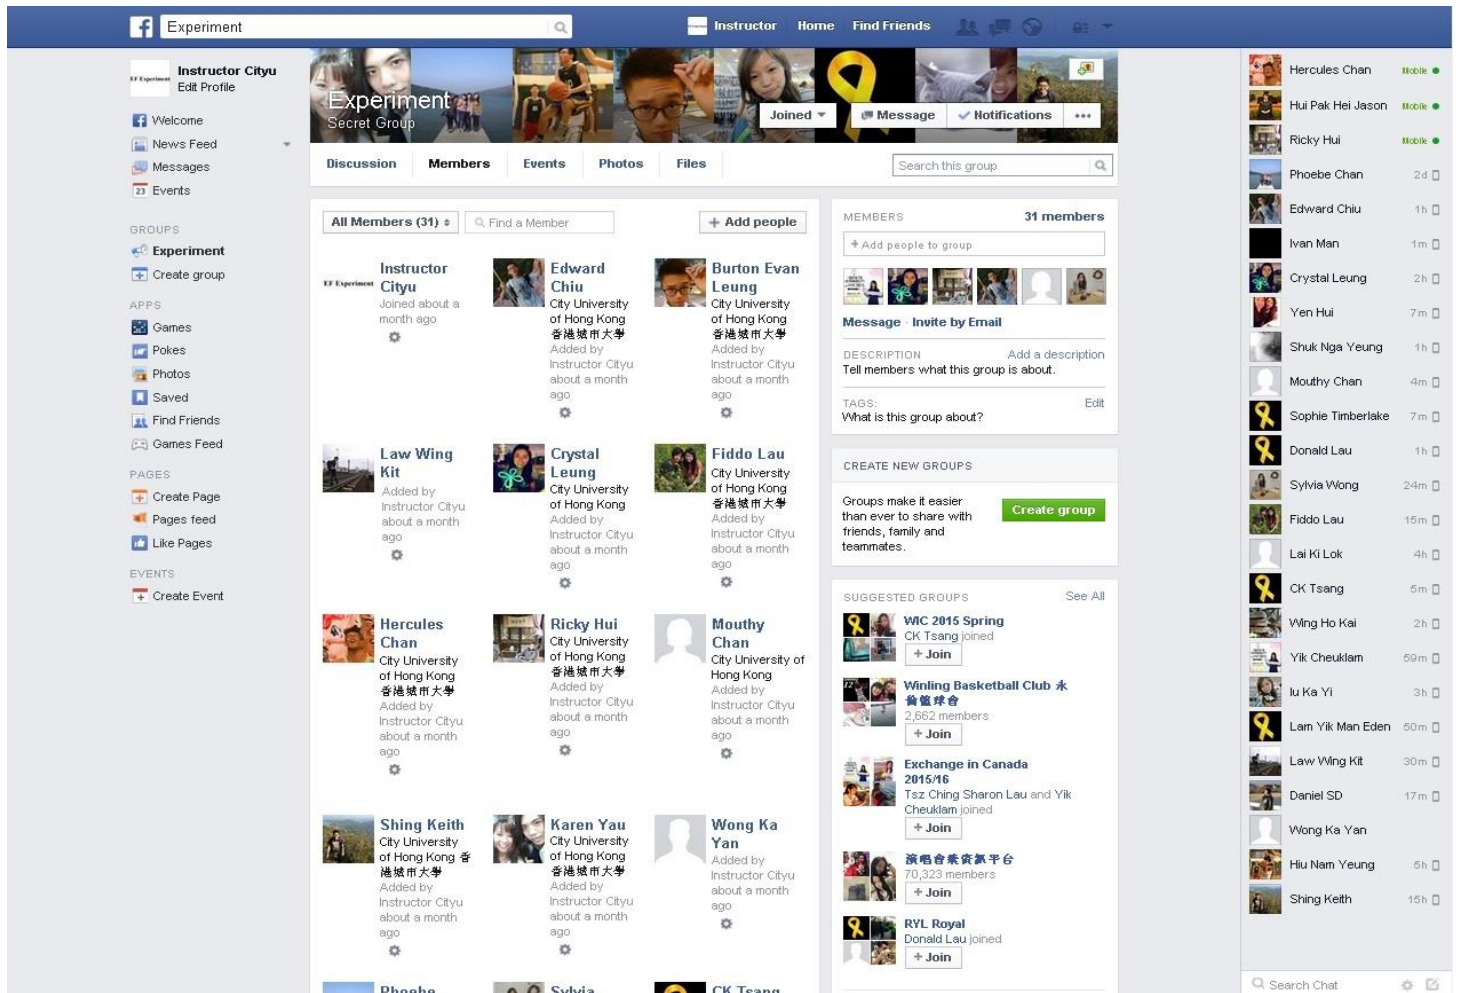 Experiment
Instructor
Home
Find Friends
EF Experiment
Instructor Cityu
Edit Profile
Welcome
News Feed
Messages
23 Events
GROUPS
Experiment
Create group
APPS
Games
Pokes
Photos
Saved
Find Friends
Games Feed
PAGES
Create Page
Pages feed
Like Pages
EVENTS
Create Event
Experiment
Secret Group
Joined
Message
Notifications
Discussion
Members
Events
Photos
Files
Search this group
All Members (31)
Find a Member
+ Add people
EF Experiment
Instructor
Cityu
Joined about a
month ago
Edward
Chiu
City University
of Hong Kong
香港城市大學
Added by
Instructor Cityu
about a month
ago
Burton Evan
Leung
City University
of Hong Kong
香港城市大學
Added by
Instructor Cityu
about a month
ago
Law Wing
Kit
Added by
Instructor Cityu
about a month
ago
Crystal
Leung
City University
of Hong Kong
Added by
Instructor Cityu
about a month
ago
Fiddo Lau
City University
of Hong Kong
香港城市大學
Added by
Instructor Cityu
about a month
ago
Hercules
Chan
City University
of Hong Kong
香港城市大學
Added by
Instructor Cityu
about a month
ago
Ricky Hui
City University
of Hong Kong
香港城市大學
Added by
Instructor Cityu
about a month
ago
Mouthy
Chan
City University of
Hong Kong
Added by
Instructor Cityu
about a month
ago
Shing Keith
City University
of Hong Kong 香
港城市大學
Added by
Instructor Cityu
about a month
ago
Karen Yau
City University
of Hong Kong
香港城市大學
Added by
Instructor Cityu
about a month
ago
Wong Ka
Yan
Added by
Instructor Cityu
about a month
ago
Phoebe
Sylvia
CK Tsang
MEMBERS
31 members
+ Add people to group
Message · Invite by Email
DESCRIPTION
Add a description
Tell members what this group is about.
TAGS:
Edit
What is this group about?
CREATE NEW GROUPS
Groups make it easier
than ever to share with
friends, family and
teammates.
Create group
SUGGESTED GROUPS
See All
WIC 2015 Spring
CK Tsang joined
+ Join
Winling Basketball Club 永
倫籃球會
2,662 members
+ Join
Exchange in Canada
2015/16
Tsz Ching Sharon Lau and Yik
Cheuklam joined
+ Join
演唱會票資訊平台
70,323 members
+ Join
RYL Royal
Donald Lau joined
+ Join
Hercules Chan Mobile
Hui Pak Hei Jason Mobile
Ricky Hui Mobile
Phoebe Chan 2d
Edward Chiu 1h
Ivan Man 1m
Crystal Leung 2h
Yen Hui 7m
Shuk Nga Yeung 1h
Mouthy Chan 4m
Sophie Timberlake 7m
Donald Lau 1h
Sylvia Wong 24m
Fiddo Lau 15m
Lai Ki Lok 4h
CK Tsang 5m
Wing Ho Kai 2h
Yik Cheuklam 59m
Iu Ka Yi 3h
Lam Yik Man Eden 50m
Law Wing Kit 30m
Daniel SD 17m
Wong Ka Yan
Hiu Nam Yeung 5h
Shing Keith 15h
Search Chat